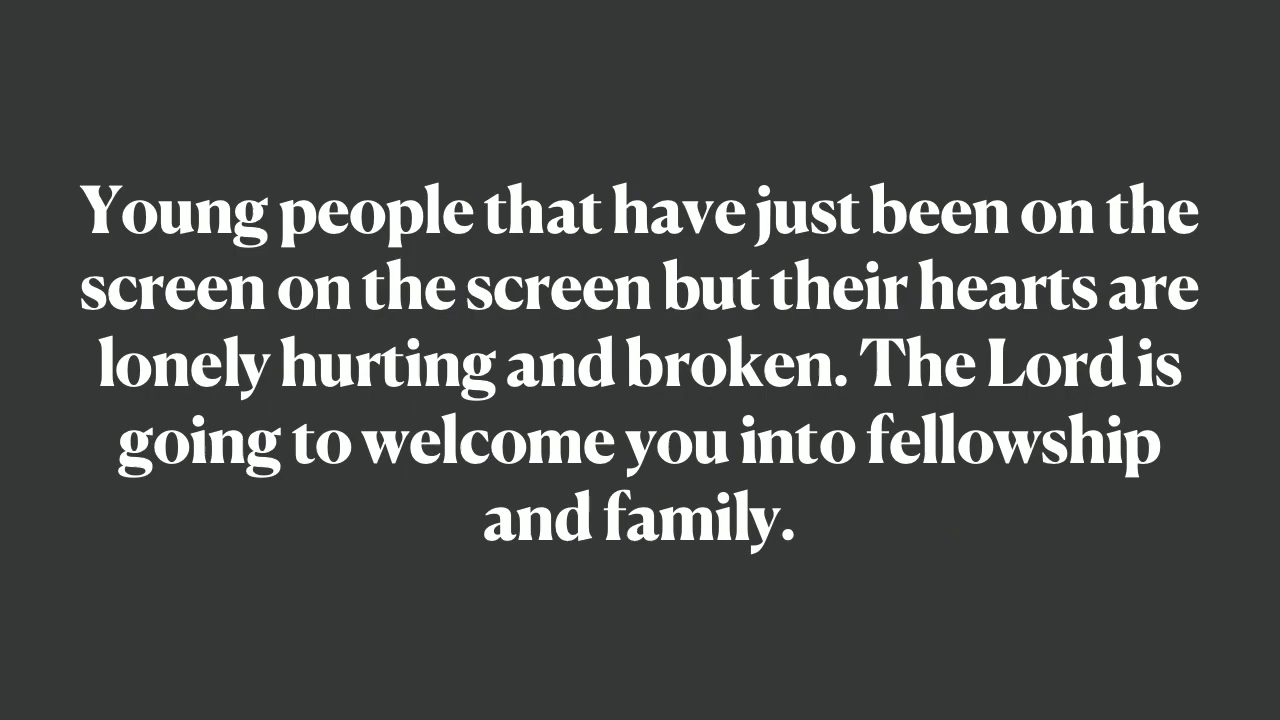 Young people that have just been on the
screen on the screen but their hearts are
lonely hurting and broken. The Lord is
going to welcome you into fellowship
and family.